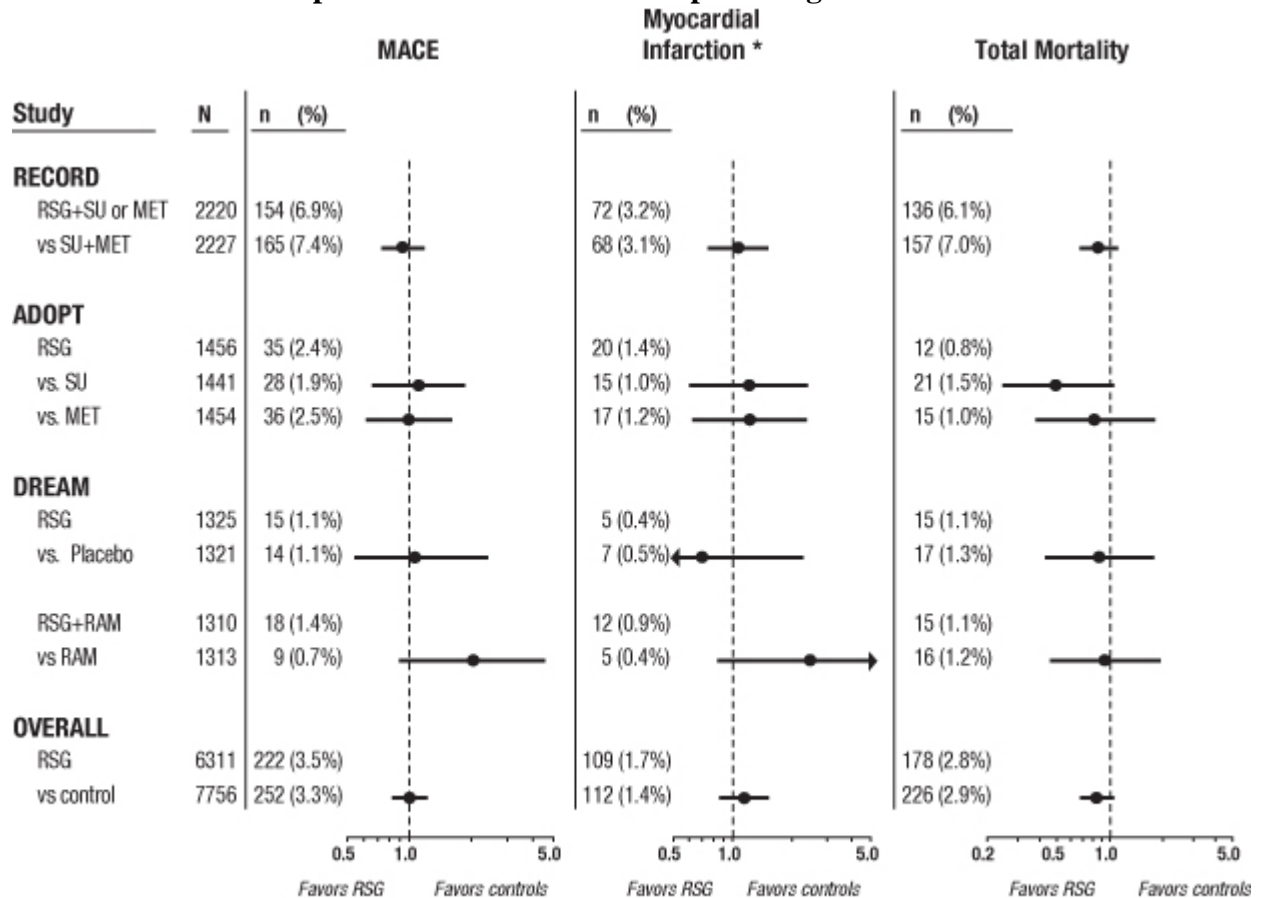 Myocardial
MACE Infarction * Total Mortality
Study N n (%) n (%) n (%)
RECORD
RSG+SU or MET 2220 154 (6.9%) 72 (3.2%) 136 (6.1%)
vs SU+MET 2227 165 (7.4%) 68 (3.1%) 157 (7.0%)
ADOPT
RSG 1456 35 (2.4%) 20 (1.4%) 12 (0.8%)
vs. SU 1441 28 (1.9%) 15 (1.0%) 21 (1.5%)
vs. MET 1454 36 (2.5%) 17 (1.2%) 15 (1.0%)
DREAM
RSG 1325 15 (1.1%) 5 (0.4%) 15 (1.1%)
vs. Placebo 1321 14 (1.1%) 7 (0.5%) 17 (1.3%)
RSG+RAM 1310 18 (1.4%) 12 (0.9%) 15 (1.1%)
vs RAM 1313 9 (0.7%) 5 (0.4%) 16 (1.2%)
OVERALL
RSG 6311 222 (3.5%) 109 (1.7%) 178 (2.8%)
vs control 7756 252 (3.3%) 112 (1.4%) 226 (2.9%)
0.5 1.0 5.0 0.5 1.0 5.0 0.2 0.5 1.0 5.0
Favors RSG Favors controls Favors RSG Favors controls Favors RSG Favors controls